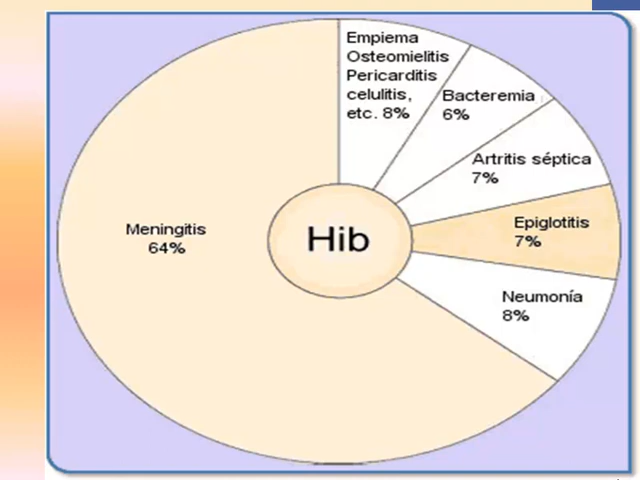 Empiema
Osteomielitis
Pericarditis
celulitis,
etc. 8%
Bacteremia
6%
Artritis séptica
7%
Epiglotitis
7%
Neumonía
8%
Meningitis
64%
Hib